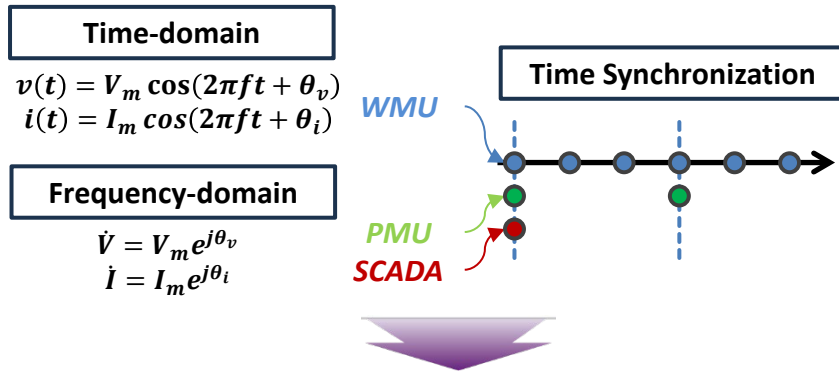 Time-domain
v(t) = V_m cos(2πft + θ_v)
i(t) = I_m cos(2πft + θ_i)
Frequency-domain
V̇ = V_m e^{jθ_v}
İ = I_m e^{jθ_i}
Time Synchronization
WMU
PMU
SCADA